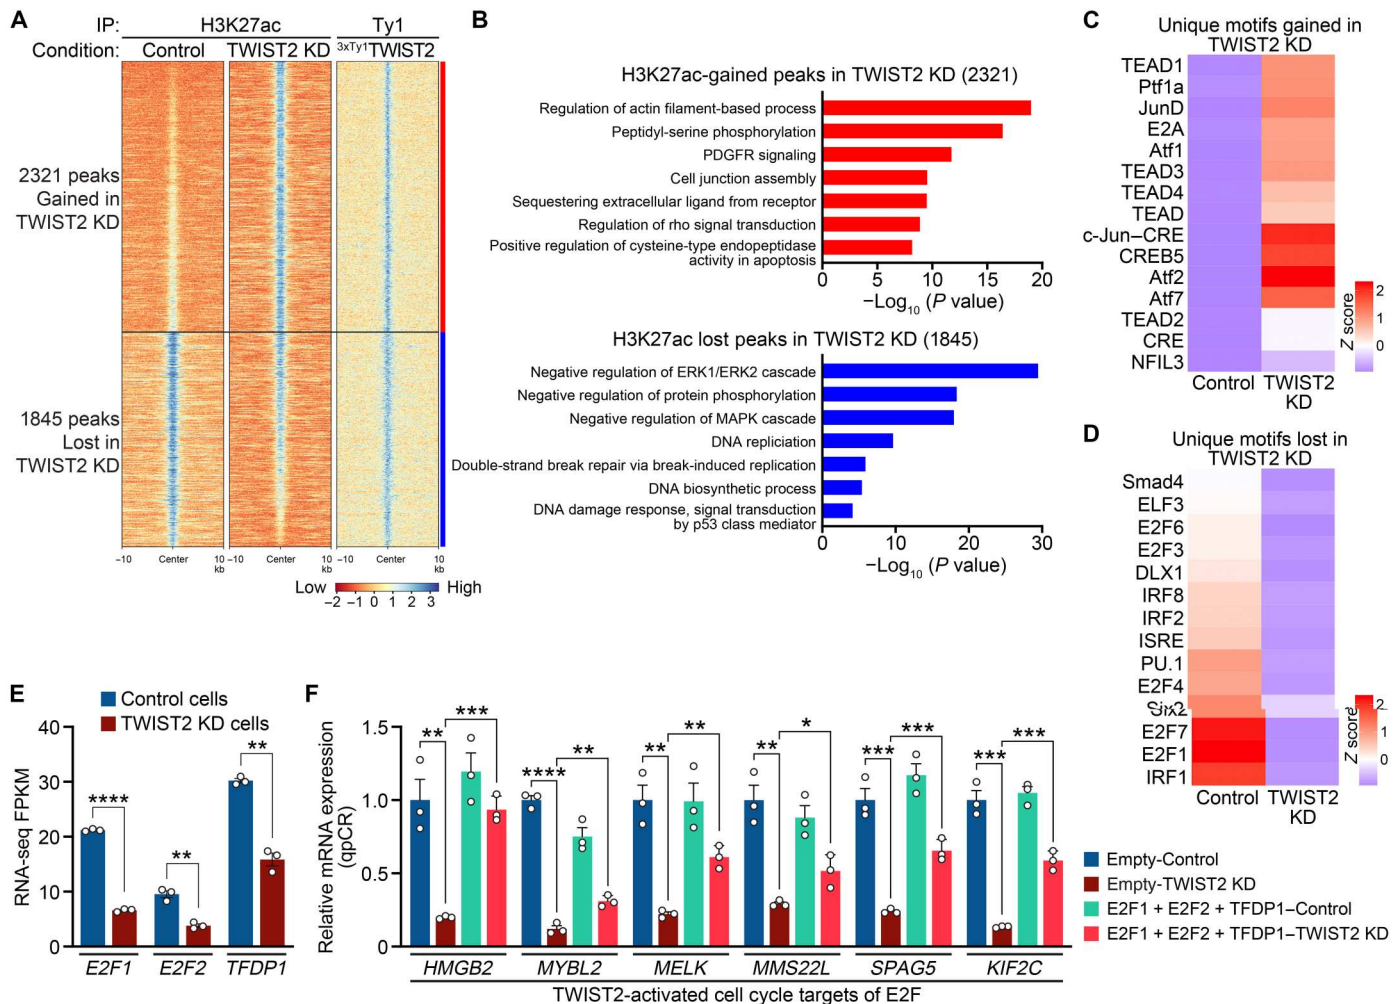 A
IP: H3K27ac Ty1
Condition: Control TWIST2 KD 3xTy1TWIST2
2321 peaks
Gained in
TWIST2 KD
1845 peaks
Lost in
TWIST2 KD
−10 Center 10 −10 Center 10 −10 Center 10
kb kb kb
Low High
−2 −1 0 1 2 3
B
H3K27ac-gained peaks in TWIST2 KD (2321)
Regulation of actin filament-based process
Peptidyl-serine phosphorylation
PDGFR signaling
Cell junction assembly
Sequestering extracellular ligand from receptor
Regulation of rho signal transduction
Positive regulation of cysteine-type endopeptidase
activity in apoptosis
0 5 10 15 20
−Log10 (P value)
H3K27ac lost peaks in TWIST2 KD (1845)
Negative regulation of ERK1/ERK2 cascade
Negative regulation of protein phosphorylation
Negative regulation of MAPK cascade
DNA repliciation
Double-strand break repair via break-induced replication
DNA biosynthetic process
DNA damage response, signal transduction
by p53 class mediator
0 10 20 30
−Log10 (P value)
C
Unique motifs gained in
TWIST2 KD
TEAD1
Ptf1a
JunD
E2A
Atf1
TEAD3
TEAD4
TEAD
c-Jun–CRE
CREB5
Atf2
Atf7
TEAD2
CRE
NFIL3
Control TWIST2
KD
Z score
2
1
0
D
Unique motifs lost in
TWIST2 KD
Smad4
ELF3
E2F6
E2F3
DLX1
IRF8
IRF2
ISRE
PU.1
E2F4
Six2
E2F7
E2F1
IRF1
Control TWIST2
KD
Z score
2
1
0
E
Control cells
TWIST2 KD cells
RNA-seq FPKM
40
30
20
10
0
**** ** **
E2F1 E2F2 TFDP1
F
Relative mRNA expression
(qpCR)
1.5
1.0
0.5
0
** *** **** ** ** ** ** * *** *** *** ***
HMGB2 MYBL2 MELK MMS22L SPAG5 KIF2C
TWIST2-activated cell cycle targets of E2F
Empty-Control
Empty-TWIST2 KD
E2F1 + E2F2 + TFDP1–Control
E2F1 + E2F2 + TFDP1–TWIST2 KD